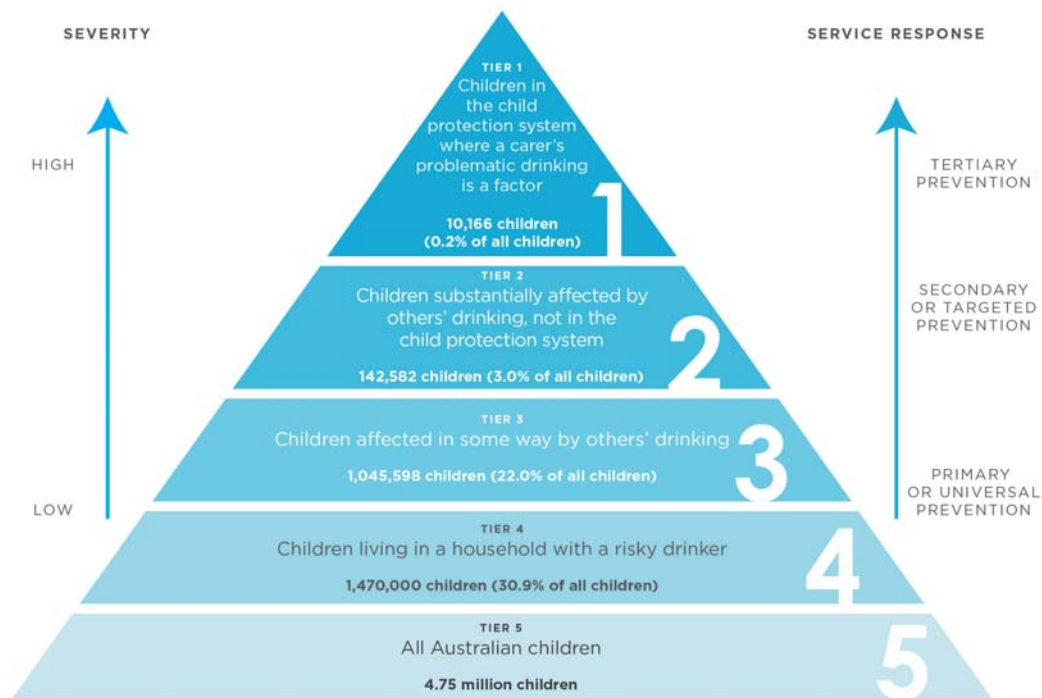 SEVERITY
SERVICE RESPONSE
TIER 1
Children in
the child
protection system
where a carer's
problematic drinking
is a factor
10,166 children
(0.2% of all children)
1
HIGH
TERTIARY
PREVENTION
TIER 2
Children substantially affected by
others' drinking, not in the
child protection system
142,582 children (3.0% of all children)
2
SECONDARY
OR TARGETED
PREVENTION
TIER 3
Children affected in some way by others' drinking
1,045,598 children (22.0% of all children)
3
LOW
PRIMARY
OR UNIVERSAL
PREVENTION
TIER 4
Children living in a household with a risky drinker
1,470,000 children (30.9% of all children)
4
TIER 5
All Australian children
4.75 million children
5